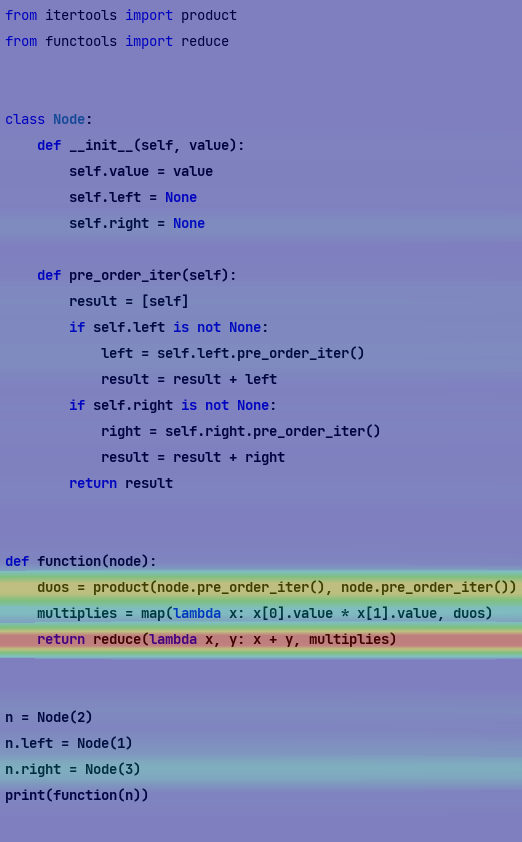 from itertools import product
from functools import reduce
class Node:
    def __init__(self, value):
        self.value = value
        self.left = None
        self.right = None
    def pre_order_iter(self):
        result = [self]
        if self.left is not None:
            left = self.left.pre_order_iter()
            result = result + left
        if self.right is not None:
            right = self.right.pre_order_iter()
            result = result + right
        return result
def function(node):
    duos = product(node.pre_order_iter(), node.pre_order_iter())
    multiplies = map(lambda x: x[0].value * x[1].value, duos)
    return reduce(lambda x, y: x + y, multiplies)
n = Node(2)
n.left = Node(1)
n.right = Node(3)
print(function(n))